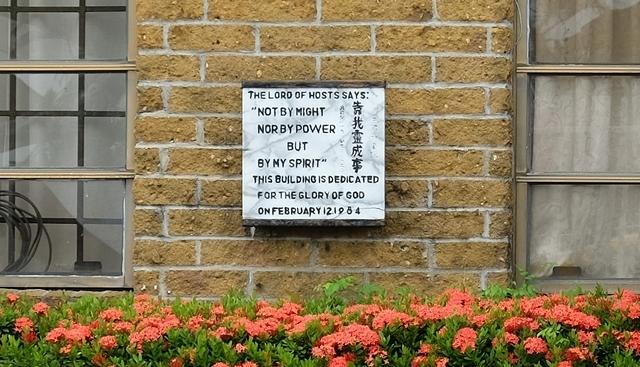 THE LORD OF HOSTS SAYS:
"NOT BY MIGHT
NOR BY POWER
BUT
BY MY SPIRIT"
靠我靈成事
THIS BUILDING IS DEDICATED
FOR THE GLORY OF GOD
ON FEBRUARY 12.1984